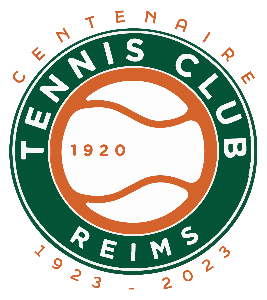 CENTENAIRE
TENNIS CLUB
1920
REIMS
1923 - 2023